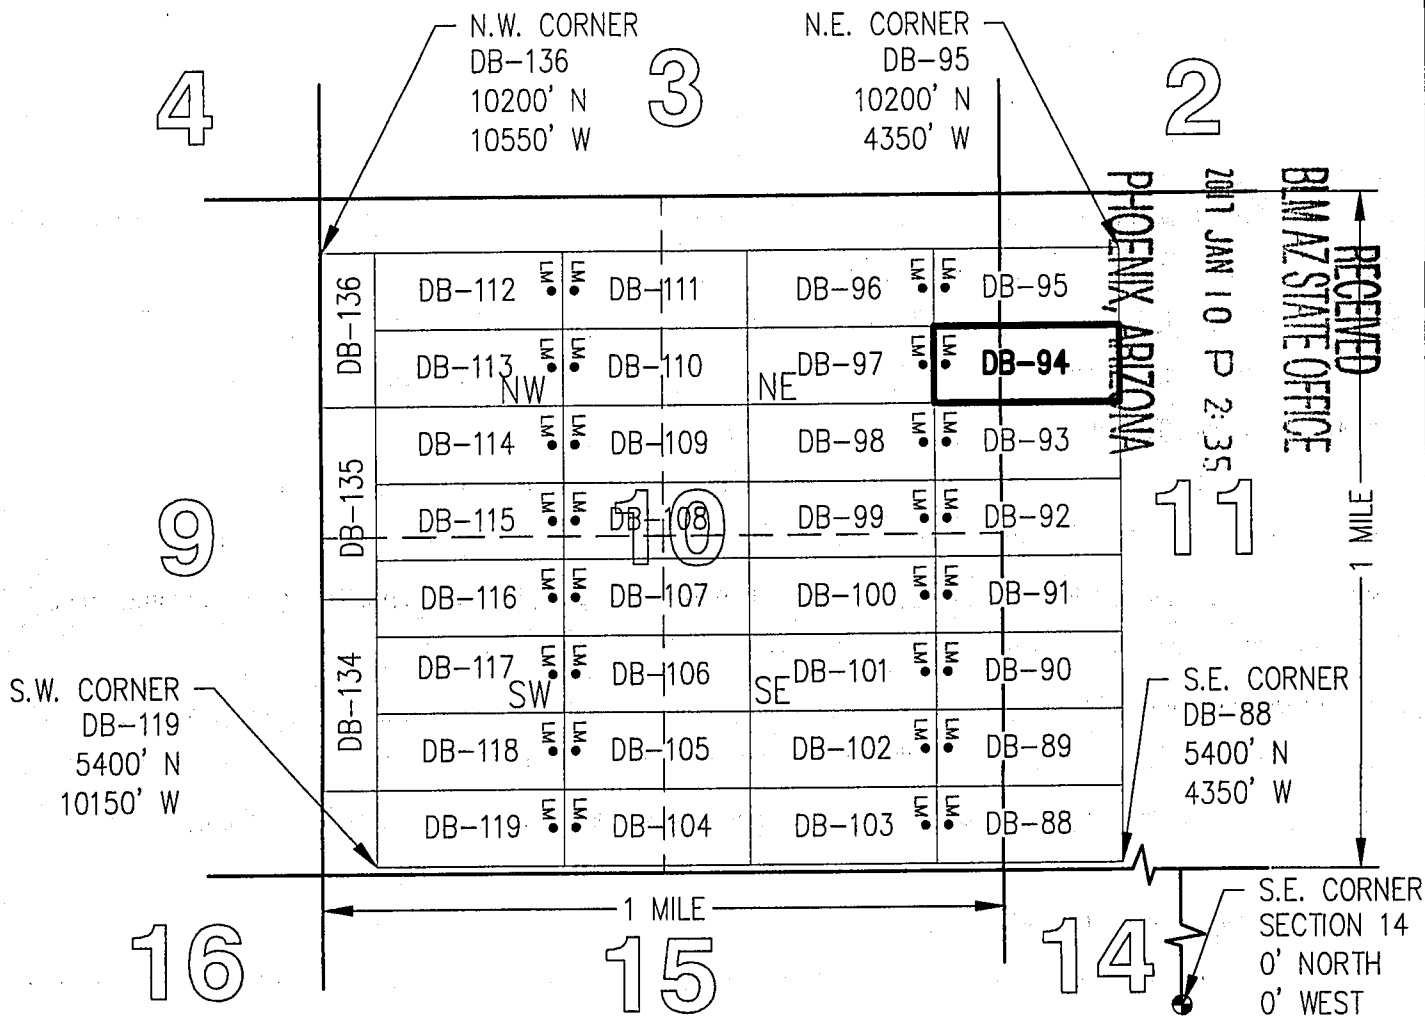 N.W. CORNER
DB-136
10200' N
10550' W
N.E. CORNER
DB-95
10200' N
4350' W
4
3
2
RECEIVED
BLM AZ STATE OFFICE
2017 JAN 10 P 2:35
PHOENIX, ARIZONA
DB-136
DB-112 LM LM DB-111 DB-96 LM LM DB-95
DB-113 LM LM DB-110 DB-97 LM LM DB-94
NW NE
DB-114 LM LM DB-109 DB-98 LM LM DB-93
DB-135
DB-115 LM LM DB-108 DB-99 LM LM DB-92
9 10 11
1 MILE
DB-116 LM LM DB-107 DB-100 LM LM DB-91
DB-117 LM LM DB-106 DB-101 LM LM DB-90
SW SE
DB-134
DB-118 LM LM DB-105 DB-102 LM LM DB-89
DB-119 LM LM DB-104 DB-103 LM LM DB-88
S.W. CORNER
DB-119
5400' N
10150' W
S.E. CORNER
DB-88
5400' N
4350' W
1 MILE
16
15
14
S.E. CORNER
SECTION 14
0' NORTH
0' WEST